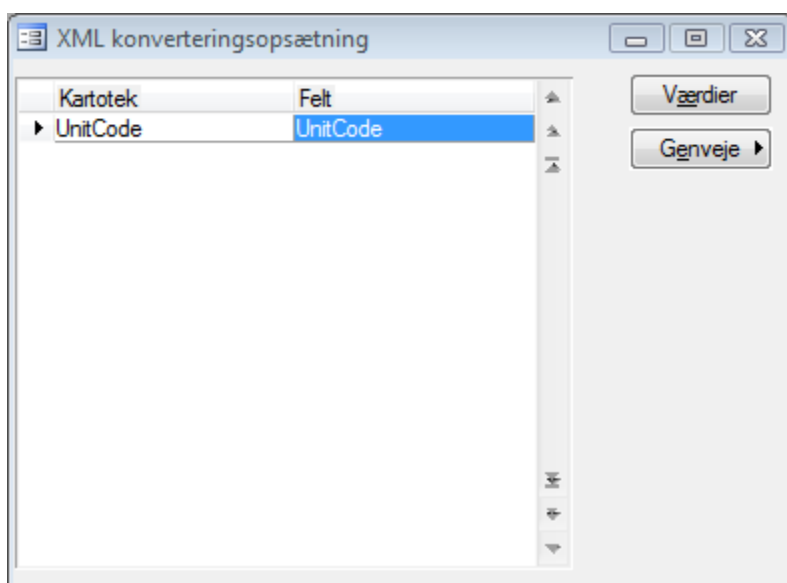 XML konverteringsopsætning
Kartotek Felt
UnitCode UnitCode
Værdier
Genveje